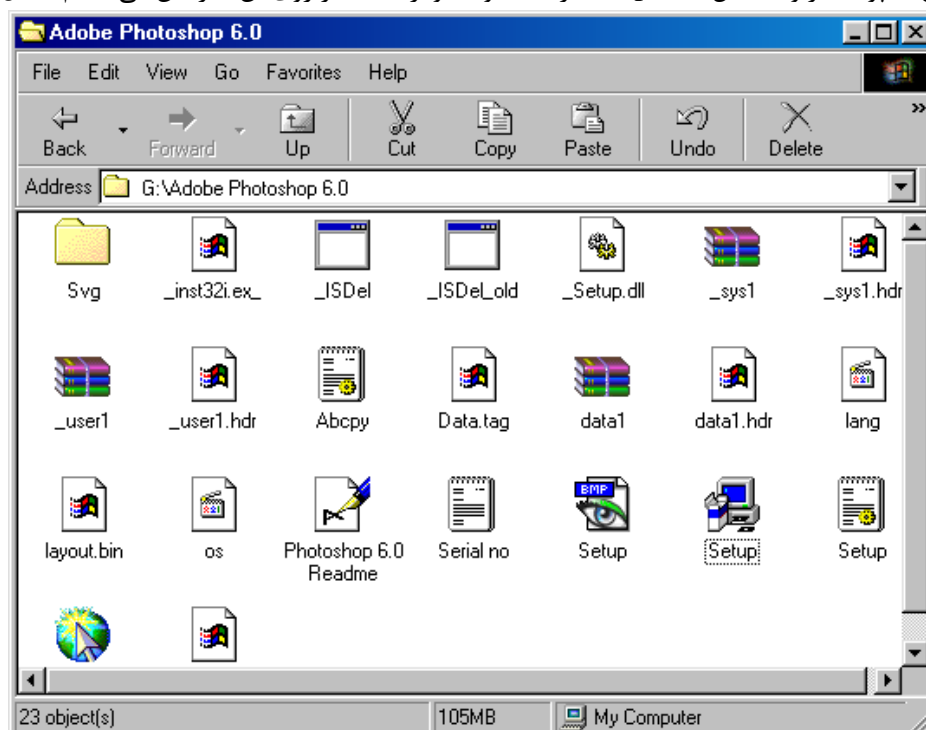 Adobe Photoshop 6.0
File Edit View Go Favorites Help
Back Forward Up Cut Copy Paste Undo Delete »
Address G:\Adobe Photoshop 6.0
Svg _inst32i.ex_ _ISDel _ISDel_old _Setup.dll _sys1 _sys1.hdr
_user1 _user1.hdr Abcpy Data.tag data1 data1.hdr lang
BMP
layout.bin os Photoshop 6.0 Serial no Setup Setup Setup
Readme
23 object(s) 105MB My Computer